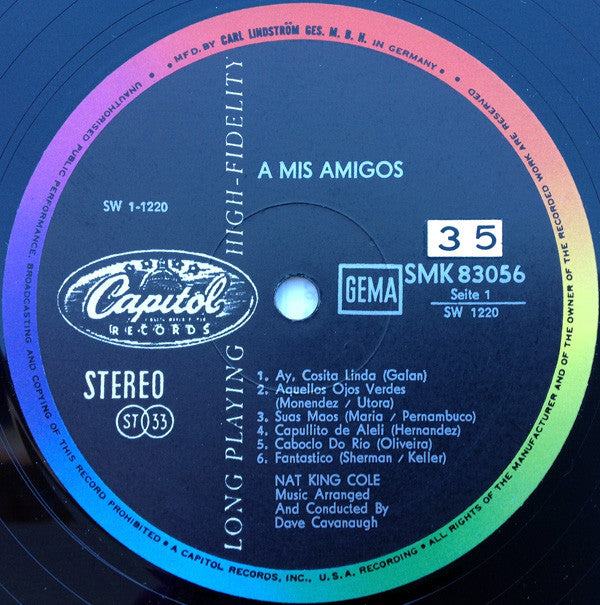 MFD. BY CARL LINDSTRÖM GES. M. B. H. IN GERMANY •
ALL RIGHTS OF THE MANUFACTURER AND OF THE OWNER OF THE RECORDED WORK ARE RESERVED
UNAUTHORISED PUBLIC PERFORMANCE, BROADCASTING AND COPYING OF THIS RECORD PROHIBITED •
A CAPITOL RECORDS, INC., U.S.A. RECORDING •
LONG PLAYING HIGH-FIDELITY
A MIS AMIGOS
SW 1-1220
35
Capitol
RECORDS
GEMA
SMK 83056
Seite 1
SW 1220
STEREO
ST 33
1. Ay, Cosita Linda (Galan)
2. Aquellos Ojos Verdes
(Monendez / Utora)
3. Suas Maos (Maria / Pernambuco)
4. Capullito de Aleli (Hernandez)
5. Caboclo Do Rio (Oliveira)
6. Fantastico (Sherman / Keller)
NAT KING COLE
Music Arranged
And Conducted By
Dave Cavanaugh